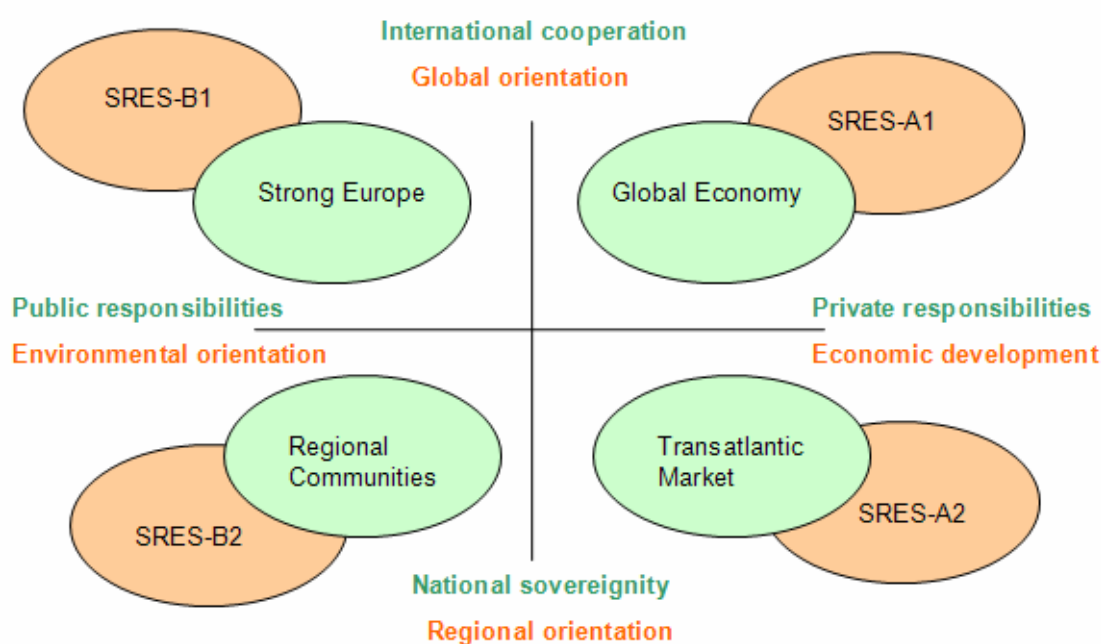 International cooperation
Global orientation
SRES-B1
SRES-A1
Strong Europe
Global Economy
Public responsibilities
Private responsibilities
Environmental orientation
Economic development
Regional
Communities
Transatlantic
Market
SRES-B2
SRES-A2
National sovereignity
Regional orientation